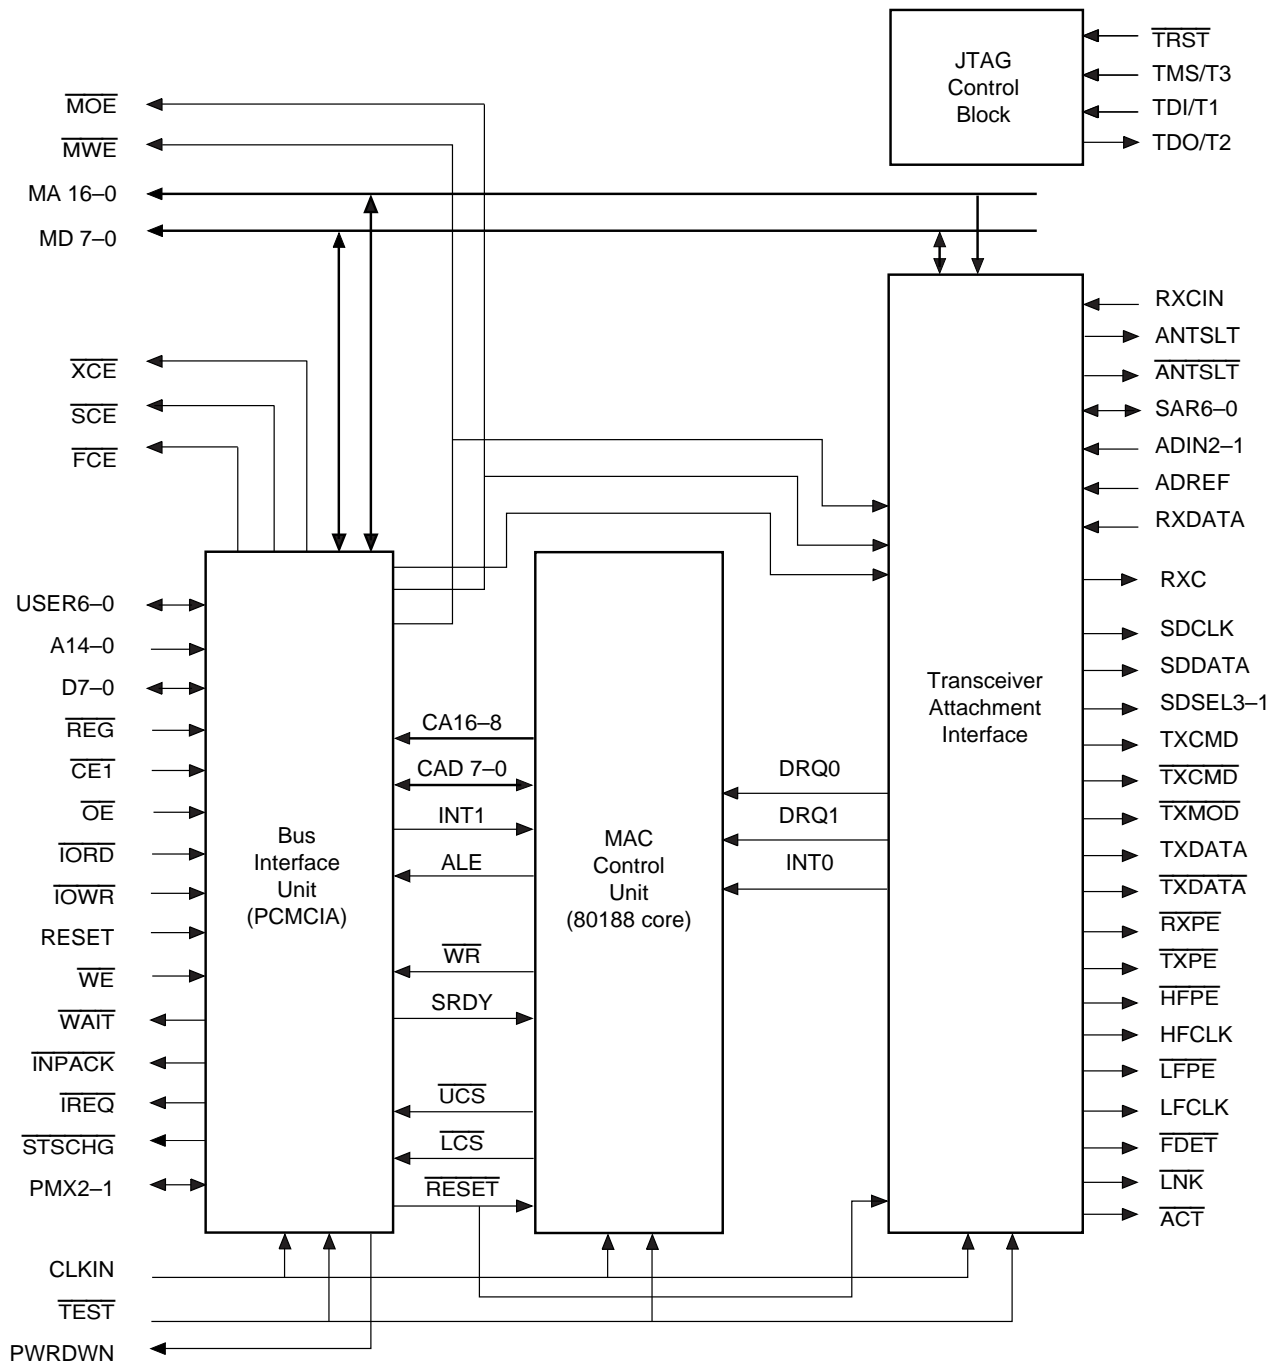 JTAG
Control
Block
TRST
TMS/T3
TDI/T1
TDO/T2
MOE
MWE
MA 16–0
MD 7–0
XCE
SCE
FCE
USER6–0
A14–0
D7–0
REG
CE1
OE
IORD
IOWR
RESET
WE
WAIT
INPACK
IREQ
STSCHG
PMX2–1
CLKIN
TEST
PWRDWN
Bus
Interface
Unit
(PCMCIA)
CA16–8
CAD 7–0
INT1
ALE
WR
SRDY
UCS
LCS
RESET
MAC
Control
Unit
(80188 core)
DRQ0
DRQ1
INT0
Transceiver
Attachment
Interface
RXCIN
ANTSLT
ANTSLT
SAR6–0
ADIN2–1
ADREF
RXDATA
RXC
SDCLK
SDDATA
SDSEL3–1
TXCMD
TXCMD
TXMOD
TXDATA
TXDATA
RXPE
TXPE
HFPE
HFCLK
LFPE
LFCLK
FDET
LNK
ACT